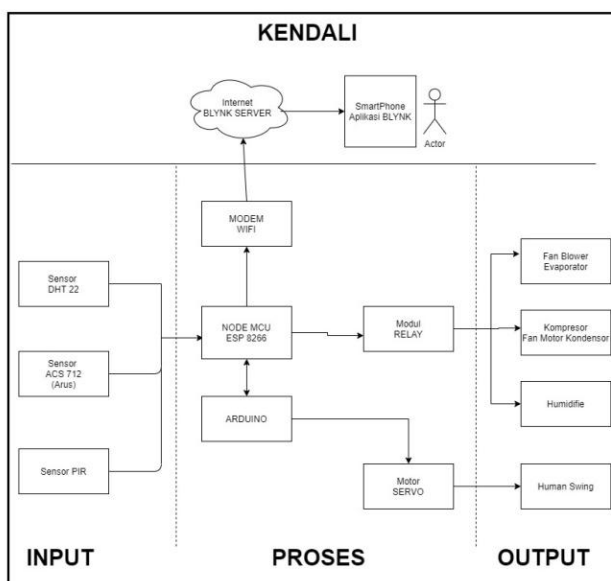 KENDALI
Internet
BLYNK SERVER
SmartPhone
Aplikasi BLYNK
Actor
MODEM
WIFI
Sensor
DHT 22
Sensor
ACS 712
(Arus)
Sensor PIR
NODE MCU
ESP 8266
ARDUINO
Modul
RELAY
Motor
SERVO
Fan Blower
Evaporator
Kompresor
Fan Motor Kondensor
Humidifie
Human Swing
INPUT
PROSES
OUTPUT